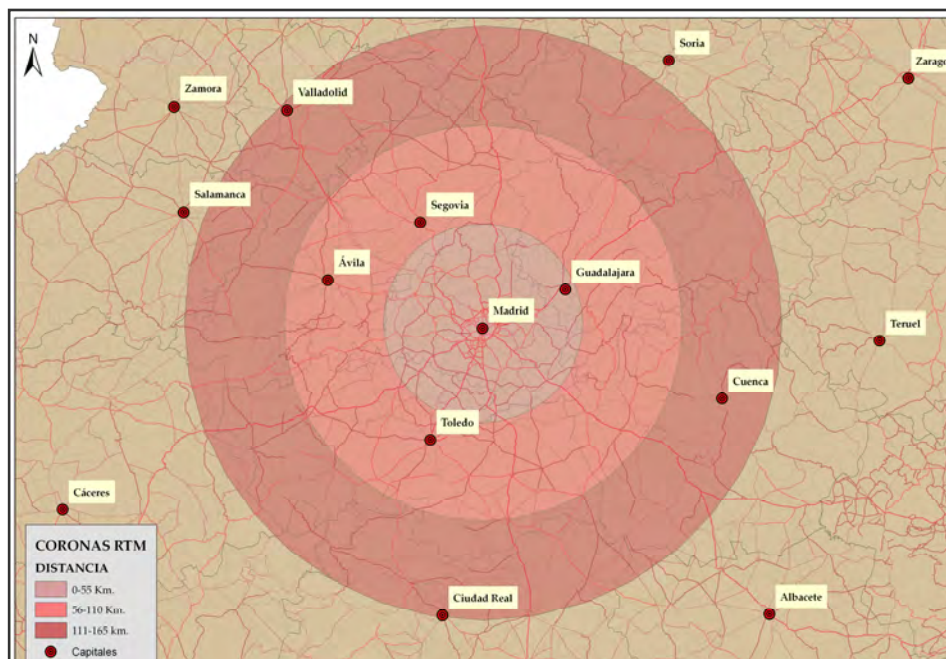 N
Soria
Zarago
Zamora
Valladolid
Salamanca
Segovia
Ávila
Guadalajara
Madrid
Teruel
Cuenca
Toledo
Cáceres
Ciudad Real
Albacete
CORONAS RTM
DISTANCIA
0-55 Km.
56-110 Km.
111-165 km.
Capitales